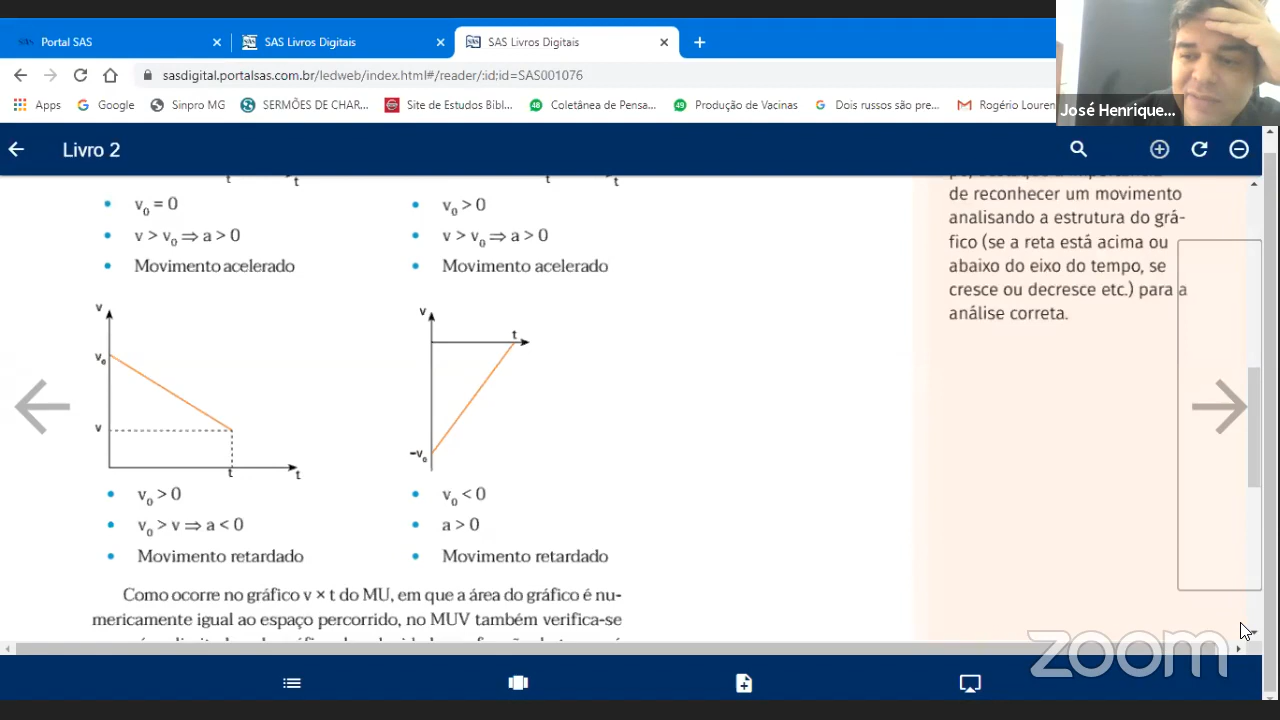 Portal SAS
SAS Livros Digitais
SAS Livros Digitais
sasdigital.portalsas.com.br/ledweb/index.html#/reader/:id:id=SAS001076
Apps
Google
Sinpro MG
SERMÕES DE CHAR...
Site de Estudos Bíbl...
Coletânea de Pensa...
Produção de Vacinas
Dois russos são pre...
Rogério Louren
José Henrique...
Livro 2
t
t
t
t
v₀ = 0
v > v₀ ⇒ a > 0
Movimento acelerado
v₀ > 0
v > v₀ ⇒ a > 0
Movimento acelerado
de reconhecer um movimento
analisando a estrutura do grá-
fico (se a reta está acima ou
abaixo do eixo do tempo, se
cresce ou decresce etc.) para a
análise correta.
v
v₀
v
t
t
v
t
−v₀
v₀ > 0
v₀ > v ⇒ a < 0
Movimento retardado
v₀ < 0
a > 0
Movimento retardado
Como ocorre no gráfico v × t do MU, em que a área do gráfico é nu-
mericamente igual ao espaço percorrido, no MUV também verifica-se
zoom